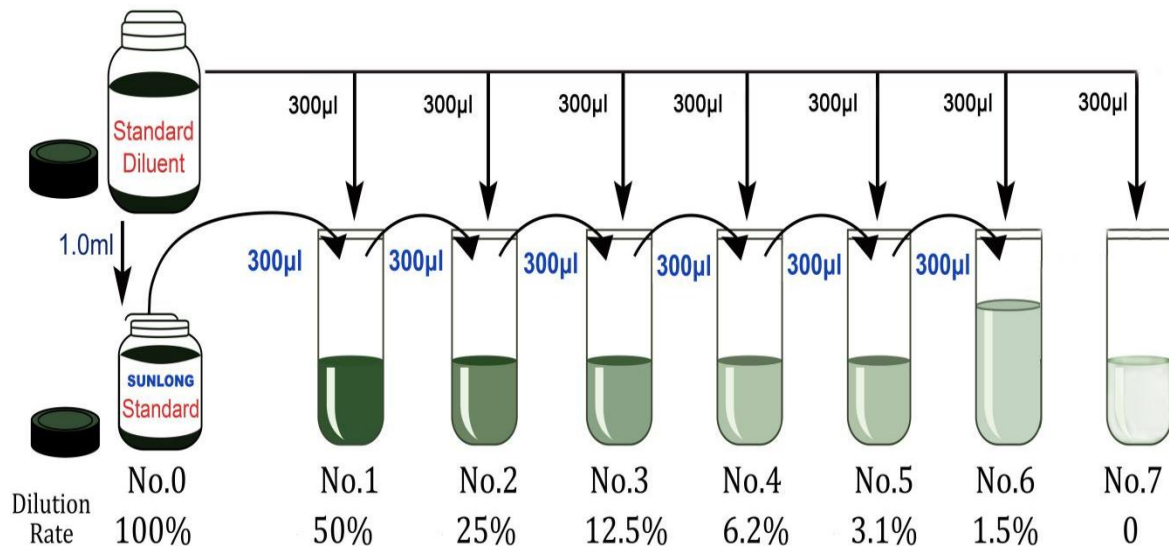 300µl 300µl 300µl 300µl 300µl 300µl 300µl
Standard
Diluent
1.0ml
300µl 300µl 300µl 300µl 300µl 300µl
SUNLONG
Standard
No.0 No.1 No.2 No.3 No.4 No.5 No.6 No.7
Dilution
Rate
100% 50% 25% 12.5% 6.2% 3.1% 1.5% 0